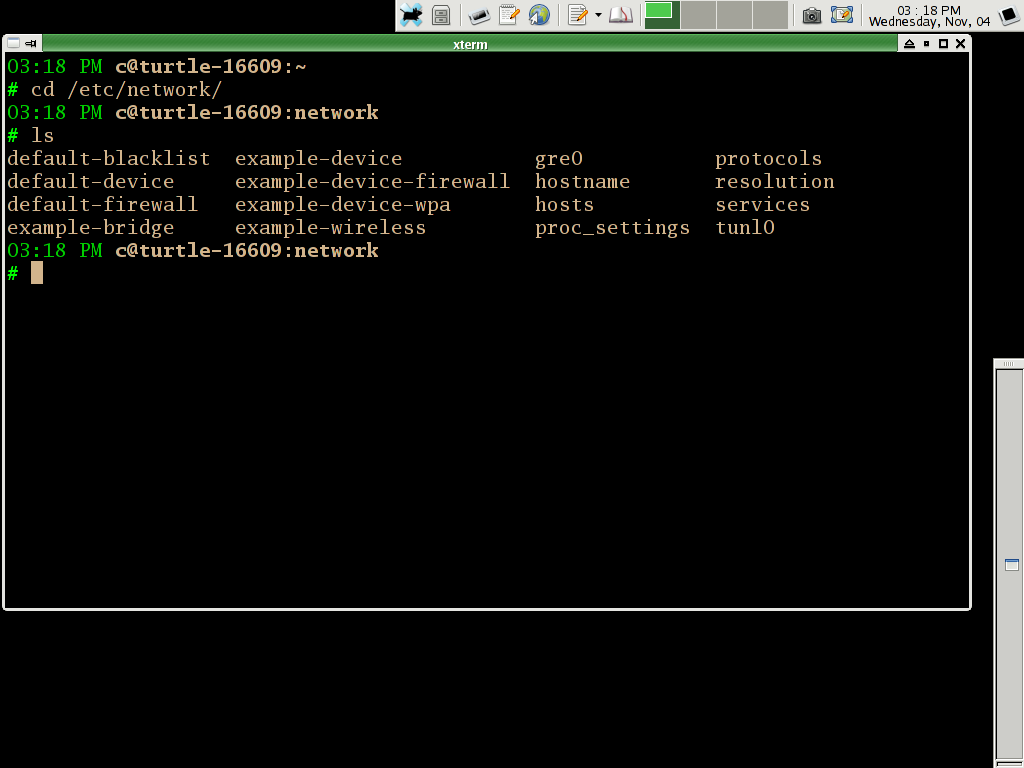 03 : 18 PM
Wednesday, Nov, 04
xterm
03:18 PM c@turtle-16609:~
# cd /etc/network/
03:18 PM c@turtle-16609:network
# ls
default-blacklist  example-device           gre0           protocols
default-device     example-device-firewall  hostname       resolution
default-firewall   example-device-wpa       hosts          services
example-bridge     example-wireless         proc_settings  tunl0
03:18 PM c@turtle-16609:network
#